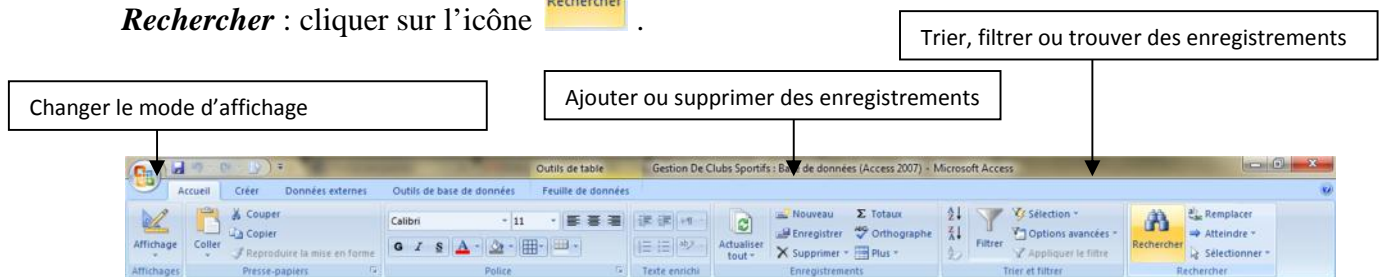 Rechercher : cliquer sur l’icône Rechercher .
Trier, filtrer ou trouver des enregistrements
Changer le mode d’affichage
Ajouter ou supprimer des enregistrements
Outils de table Gestion De Clubs Sportifs : Base de données (Access 2007) - Microsoft Access
Accueil Créer Données externes Outils de base de données Feuille de données
Couper Calibri 11 Nouveau Σ Totaux Sélection Remplacer
Copier Enregistrer Orthographe Options avancées Atteindre
Affichage Coller Reproduire la mise en forme G I S A Actualiser tout Supprimer Plus Filtrer Appliquer le filtre Rechercher Sélectionner
Affichages Presse-papiers Police Texte enrichi Enregistrements Trier et filtrer Rechercher